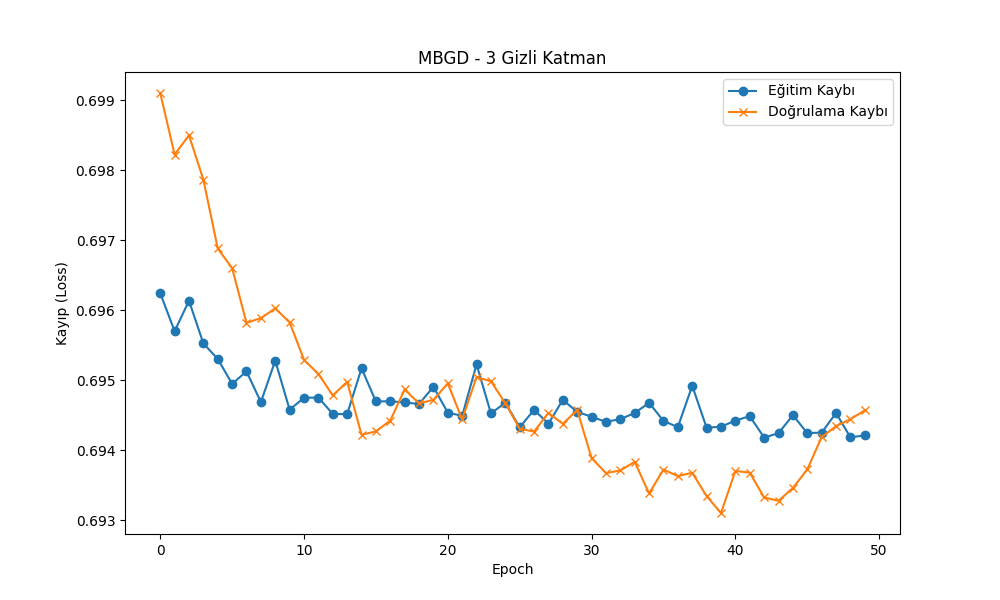 MBGD - 3 Gizli Katman
Eğitim Kaybı
Doğrulama Kaybı
Kayıp (Loss)
0.699
0.698
0.697
0.696
0.695
0.694
0.693
0 10 20 30 40 50
Epoch